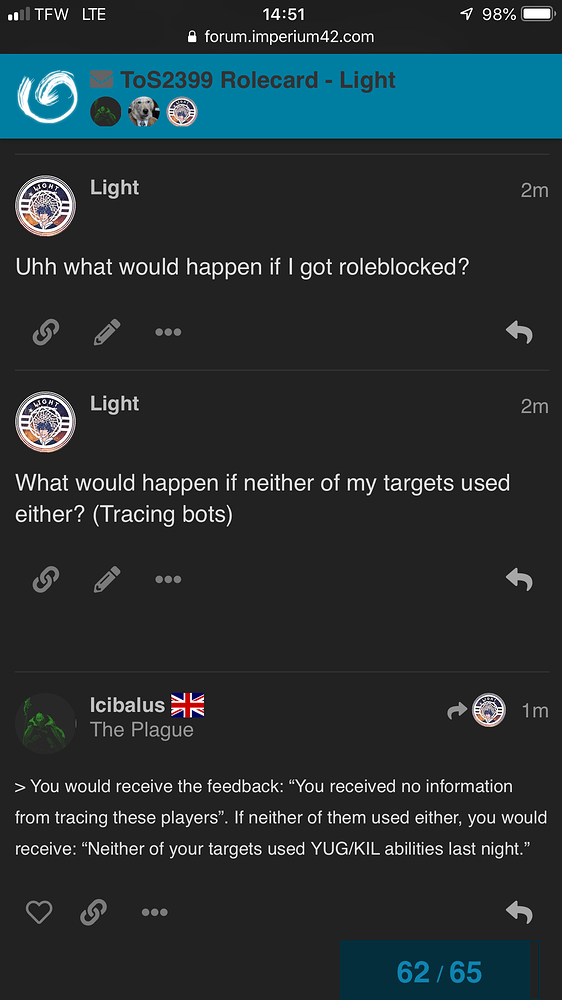 TFW LTE 14:51 98%
forum.imperium42.com
ToS2399 Rolecard - Light
Light 2m
LIGHT
Uhh what would happen if I got roleblocked?
Light 2m
LIGHT
What would happen if neither of my targets used
either? (Tracing bots)
Icibalus 1m
The Plague
> You would receive the feedback: “You received no information
from tracing these players”. If neither of them used either, you would
receive: “Neither of your targets used YUG/KIL abilities last night.”
62 / 65